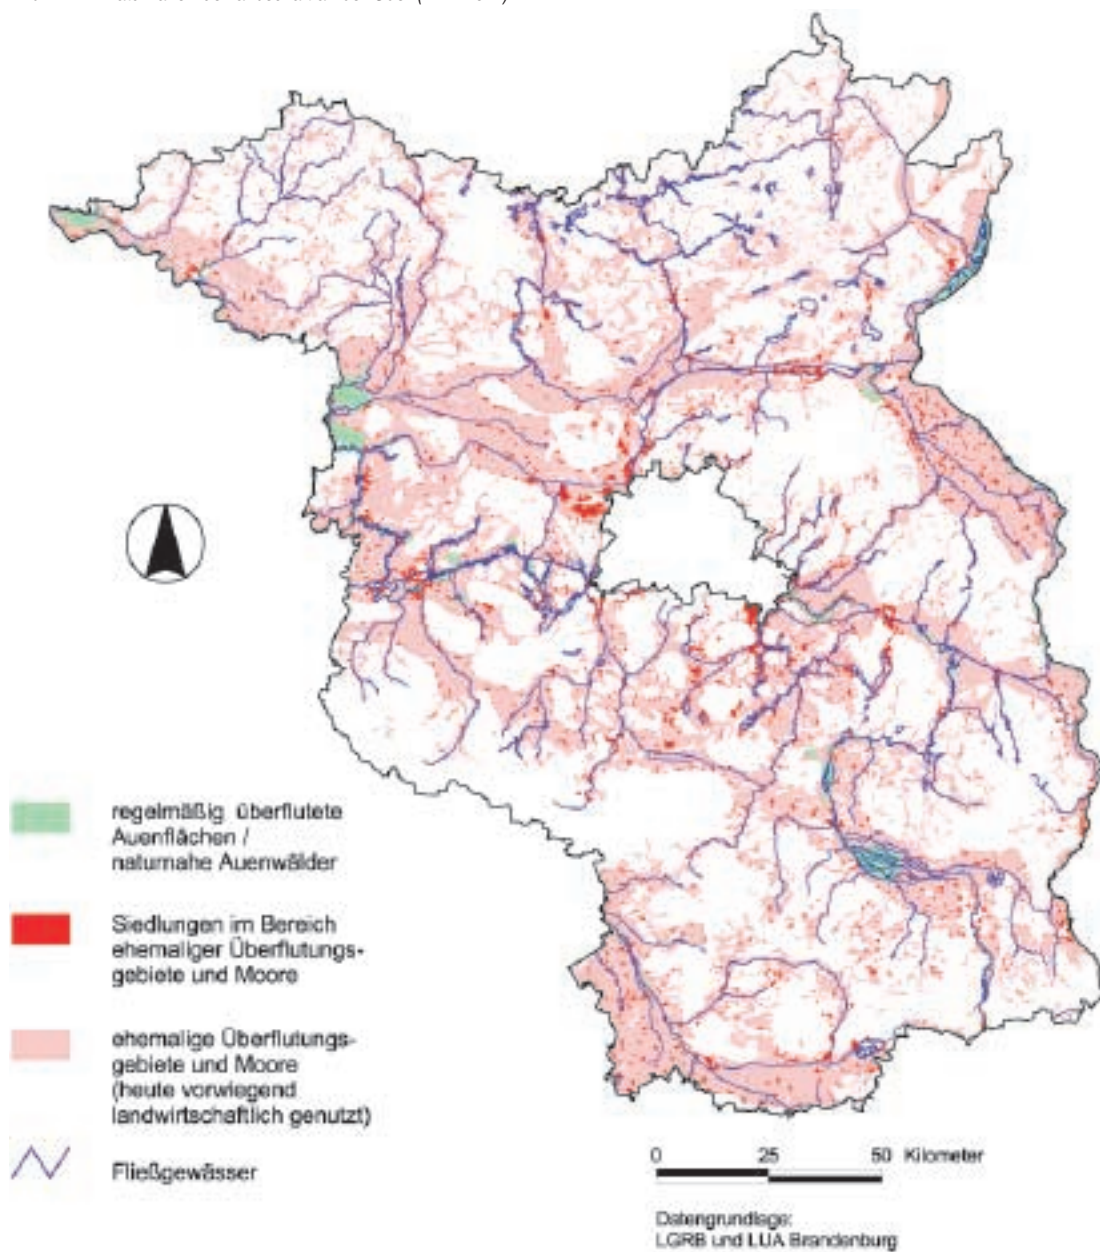 regelmäßig überflutete
Auenflächen /
naturnahe Auenwälder
Siedlungen im Bereich
ehemaliger Überflutungs-
gebiete und Moore
ehemalige Überflutungs-
gebiete und Moore
(heute vorwiegend
landwirtschaftlich genutzt)
Fließgewässer
0 25 50 Kilometer
Datengrundlage:
LGRB und LUA Brandenburg